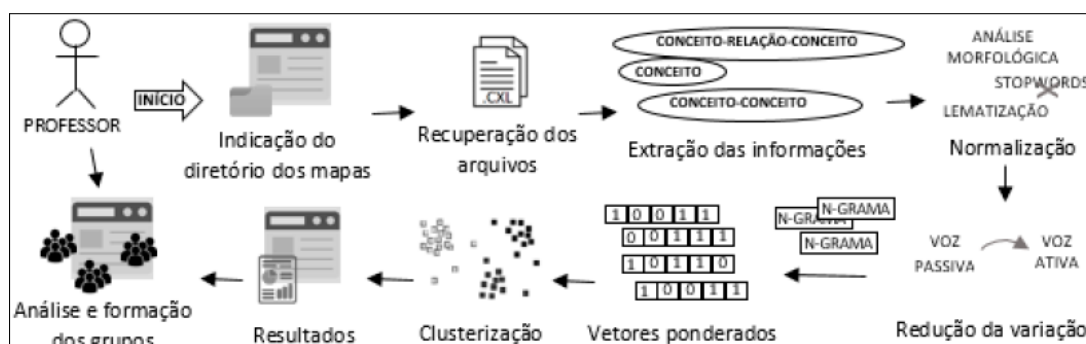 PROFESSOR
INÍCIO
Indicação do
diretório dos mapas
.CXL
Recuperação dos
arquivos
CONCEITO-RELAÇÃO-CONCEITO
CONCEITO
CONCEITO-CONCEITO
Extração das informações
ANÁLISE
MORFOLÓGICA
STOPWORDS
LEMATIZAÇÃO
Normalização
VOZ
PASSIVA
VOZ
ATIVA
Redução da variação
N-GRAMA
N-GRAMA
N-GRAMA
1 0 0 1 1
0 0 1 1 1
1 0 1 1 0
1 0 0 1 1
Vetores ponderados
Clusterização
Resultados
Análise e formação
dos grupos